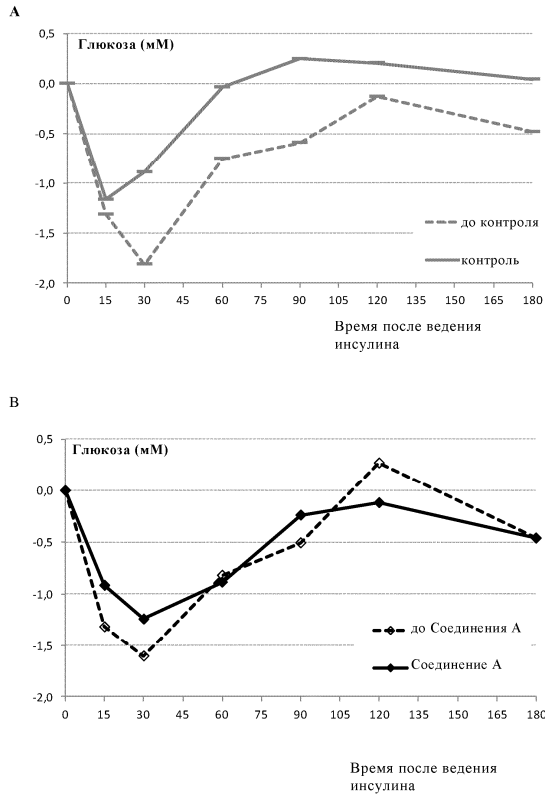 A
Глюкоза (мМ)
0,5
0,0
-0,5
-1,0
-1,5
-2,0
до контроля
контроль
0 15 30 45 60 75 90 105 120 135 150 165 180
Время после ведения
инсулина
B
Глюкоза (мМ)
0,5
0,0
-0,5
-1,0
-1,5
-2,0
до Соединения А
Соединение А
0 15 30 45 60 75 90 105 120 135 150 165 180
Время после ведения
инсулина